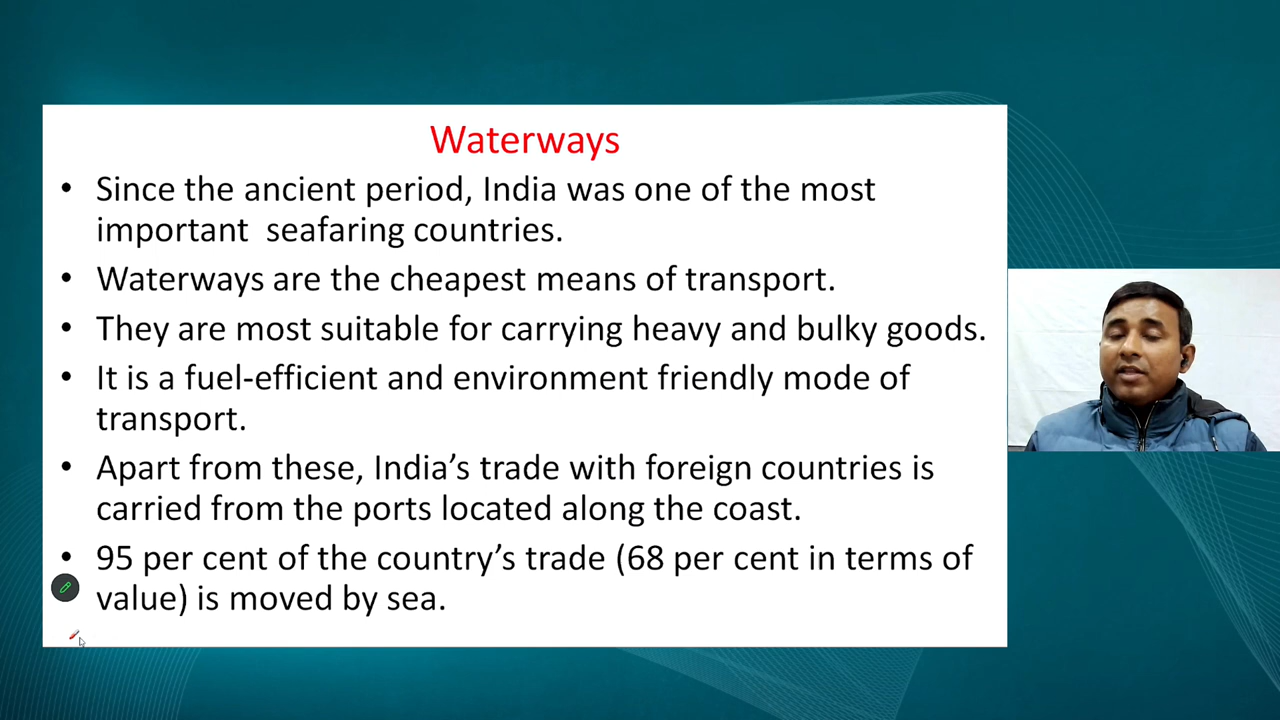 Waterways
• Since the ancient period, India was one of the most
important  seafaring countries.
• Waterways are the cheapest means of transport.
• They are most suitable for carrying heavy and bulky goods.
• It is a fuel-efficient and environment friendly mode of
transport.
• Apart from these, India’s trade with foreign countries is
carried from the ports located along the coast.
• 95 per cent of the country’s trade (68 per cent in terms of
value) is moved by sea.